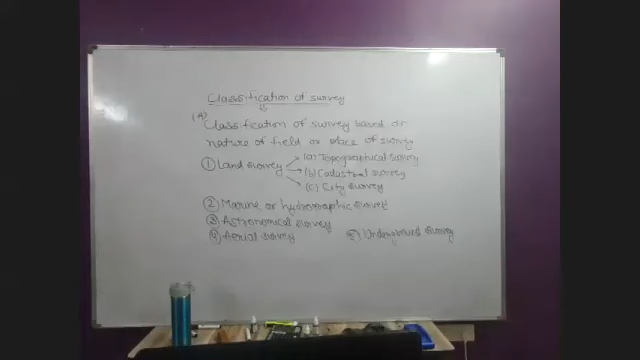 Classification of survey
(A) Classification of survey based on
nature of field or place of survey
① Land survey (a) Topographical survey
(b) Cadastral survey
(c) City survey
② Marine or hydrographic survey
③ Astronomical survey
④ Aerial survey ⑤ Underground survey